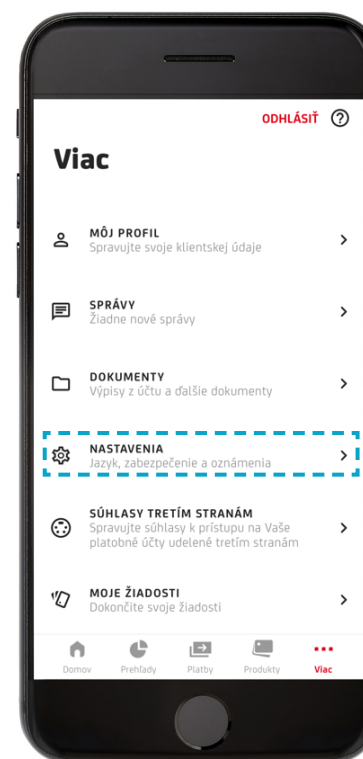 ODHLÁSIŤ
Viac
MÔJ PROFIL
Spravujte svoje klientskej údaje
SPRÁVY
Žiadne nové správy
DOKUMENTY
Výpisy z účtu a ďalšie dokumenty
NASTAVENIA
Jazyk, zabezpečenie a oznámenia
SÚHLASY TRETÍM STRANÁM
Spravujte súhlasy k prístupu na Vaše
platobné účty udelené tretím stranám
MOJE ŽIADOSTI
Dokončite svoje žiadosti
Domov Prehľady Platby Produkty Viac